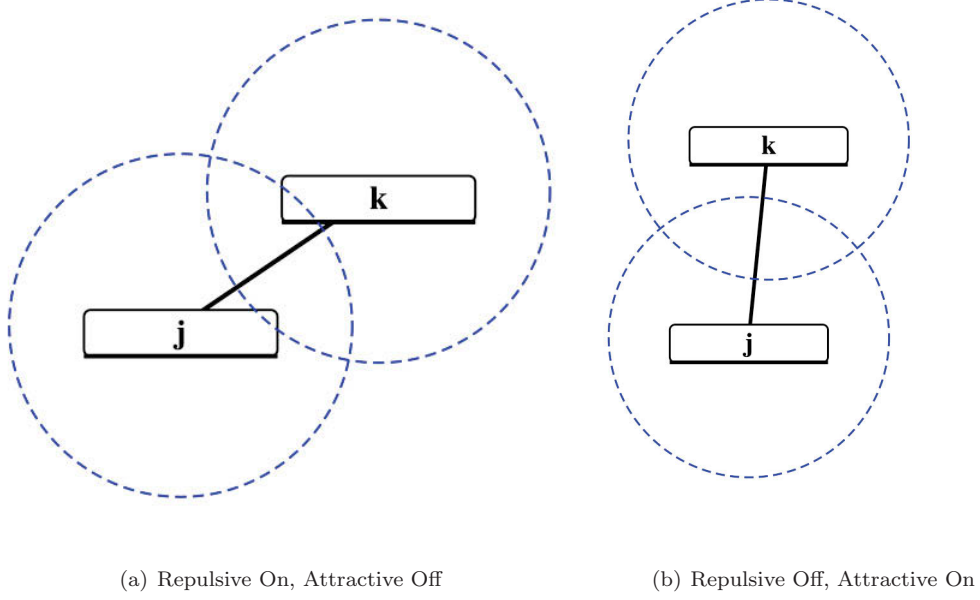 k
j
k
j
(a) Repulsive On, Attractive Off
(b) Repulsive Off, Attractive On